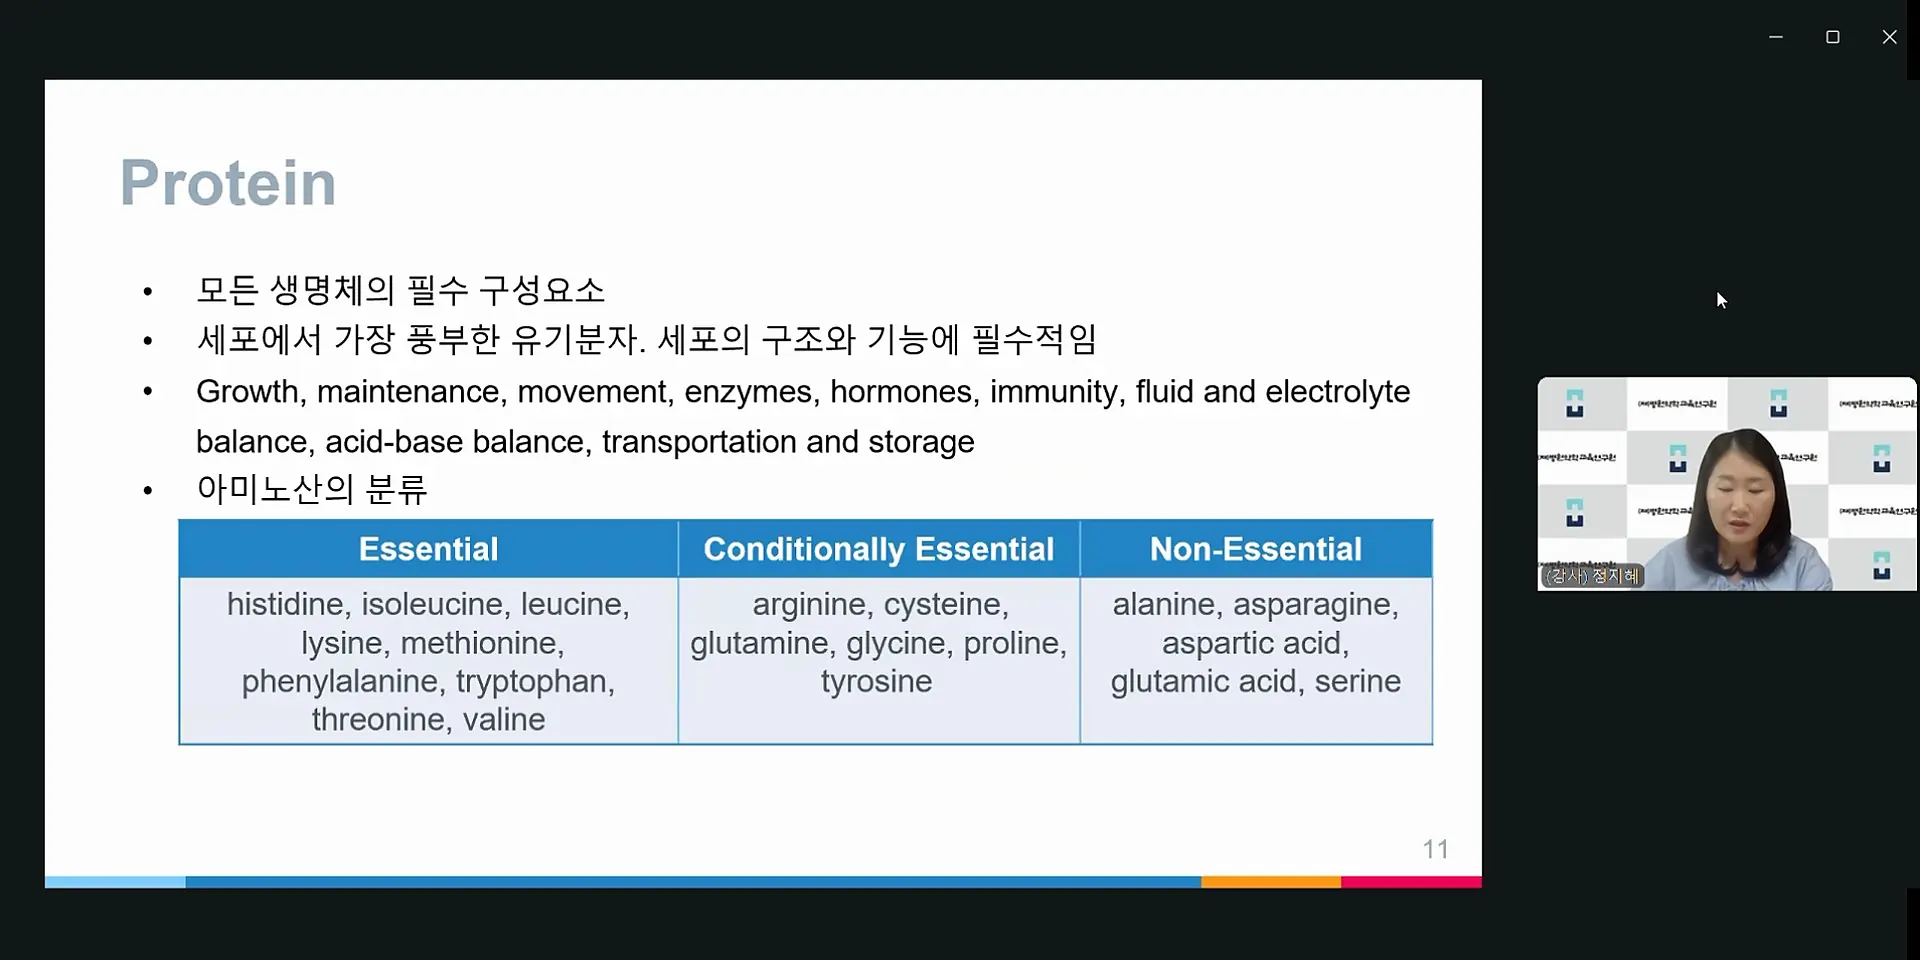 Protein
• 모든 생명체의 필수 구성요소
• 세포에서 가장 풍부한 유기분자. 세포의 구조와 기능에 필수적임
• Growth, maintenance, movement, enzymes, hormones, immunity, fluid and electrolyte
balance, acid-base balance, transportation and storage
• 아미노산의 분류
Essential
histidine, isoleucine, leucine,
lysine, methionine,
phenylalanine, tryptophan,
threonine, valine
Conditionally Essential
arginine, cysteine,
glutamine, glycine, proline,
tyrosine
Non-Essential
alanine, asparagine,
aspartic acid,
glutamic acid, serine
11
(강사) 정지혜